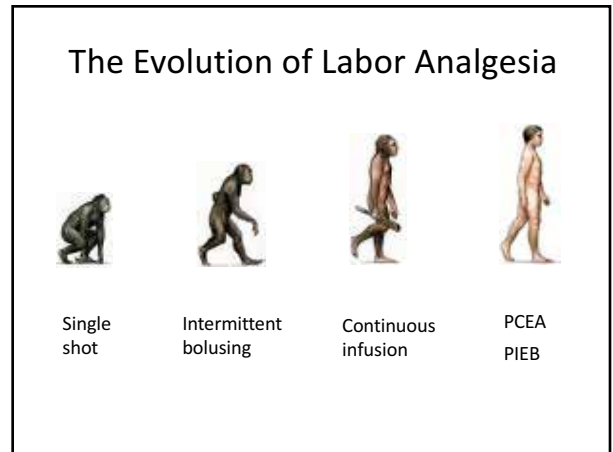 The Evolution of Labor Analgesia
Single
shot
Intermittent
bolusing
Continuous
infusion
PCEA
PIEB